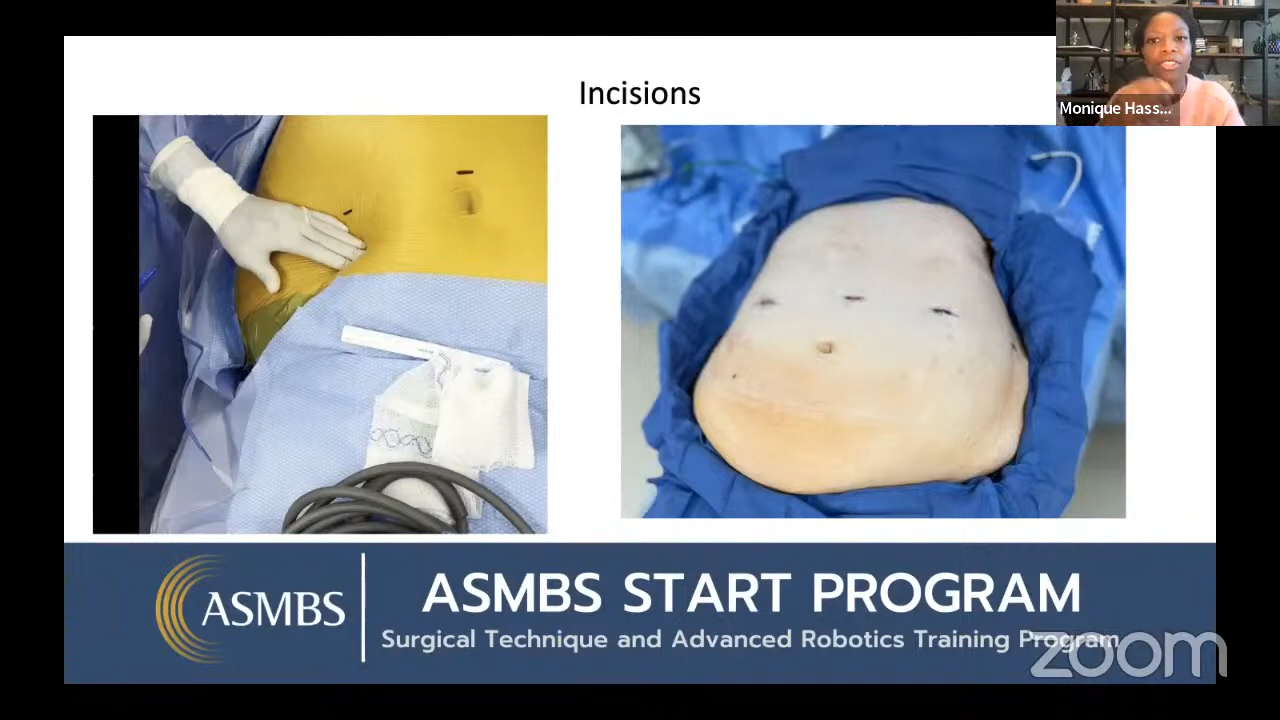 Incisions
Monique Hass...
ASMBS
ASMBS START PROGRAM
Surgical Technique and Advanced Robotics Training Program
zoom